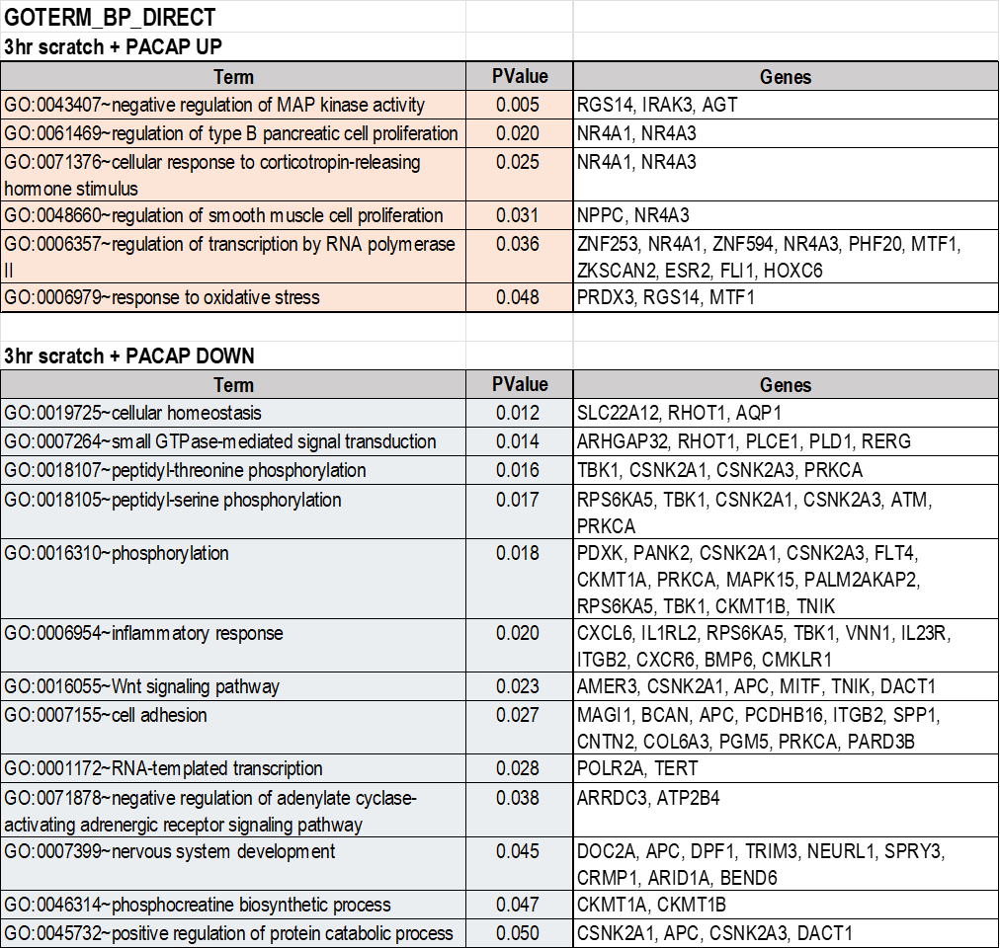 GOTERM_BP_DIRECT
3hr scratch + PACAP UP
Term PValue Genes
GO:0043407~negative regulation of MAP kinase activity 0.005 RGS14, IRAK3, AGT
GO:0061469~regulation of type B pancreatic cell proliferation 0.020 NR4A1, NR4A3
GO:0071376~cellular response to corticotropin-releasing 0.025 NR4A1, NR4A3
hormone stimulus
GO:0048660~regulation of smooth muscle cell proliferation 0.031 NPPC, NR4A3
GO:0006357~regulation of transcription by RNA polymerase 0.036 ZNF253, NR4A1, ZNF594, NR4A3, PHF20, MTF1,
II ZKSCAN2, ESR2, FLI1, HOXC6
GO:0006979~response to oxidative stress 0.048 PRDX3, RGS14, MTF1
3hr scratch + PACAP DOWN
Term PValue Genes
GO:0019725~cellular homeostasis 0.012 SLC22A12, RHOT1, AQP1
GO:0007264~small GTPase-mediated signal transduction 0.014 ARHGAP32, RHOT1, PLCE1, PLD1, RERG
GO:0018107~peptidyl-threonine phosphorylation 0.016 TBK1, CSNK2A1, CSNK2A3, PRKCA
GO:0018105~peptidyl-serine phosphorylation 0.017 RPS6KA5, TBK1, CSNK2A1, CSNK2A3, ATM,
PRKCA
GO:0016310~phosphorylation 0.018 PDXK, PANK2, CSNK2A1, CSNK2A3, FLT4,
CKMT1A, PRKCA, MAPK15, PALM2AKAP2,
RPS6KA5, TBK1, CKMT1B, TNIK
GO:0006954~inflammatory response 0.020 CXCL6, IL1RL2, RPS6KA5, TBK1, VNN1, IL23R,
ITGB2, CXCR6, BMP6, CMKLR1
GO:0016055~Wnt signaling pathway 0.023 AMER3, CSNK2A1, APC, MITF, TNIK, DACT1
GO:0007155~cell adhesion 0.027 MAGI1, BCAN, APC, PCDHB16, ITGB2, SPP1,
CNTN2, COL6A3, PGM5, PRKCA, PARD3B
GO:0001172~RNA-templated transcription 0.028 POLR2A, TERT
GO:0071878~negative regulation of adenylate cyclase- 0.038 ARRDC3, ATP2B4
activating adrenergic receptor signaling pathway
GO:0007399~nervous system development 0.045 DOC2A, APC, DPF1, TRIM3, NEURL1, SPRY3,
CRMP1, ARID1A, BEND6
GO:0046314~phosphocreatine biosynthetic process 0.047 CKMT1A, CKMT1B
GO:0045732~positive regulation of protein catabolic process 0.050 CSNK2A1, APC, CSNK2A3, DACT1